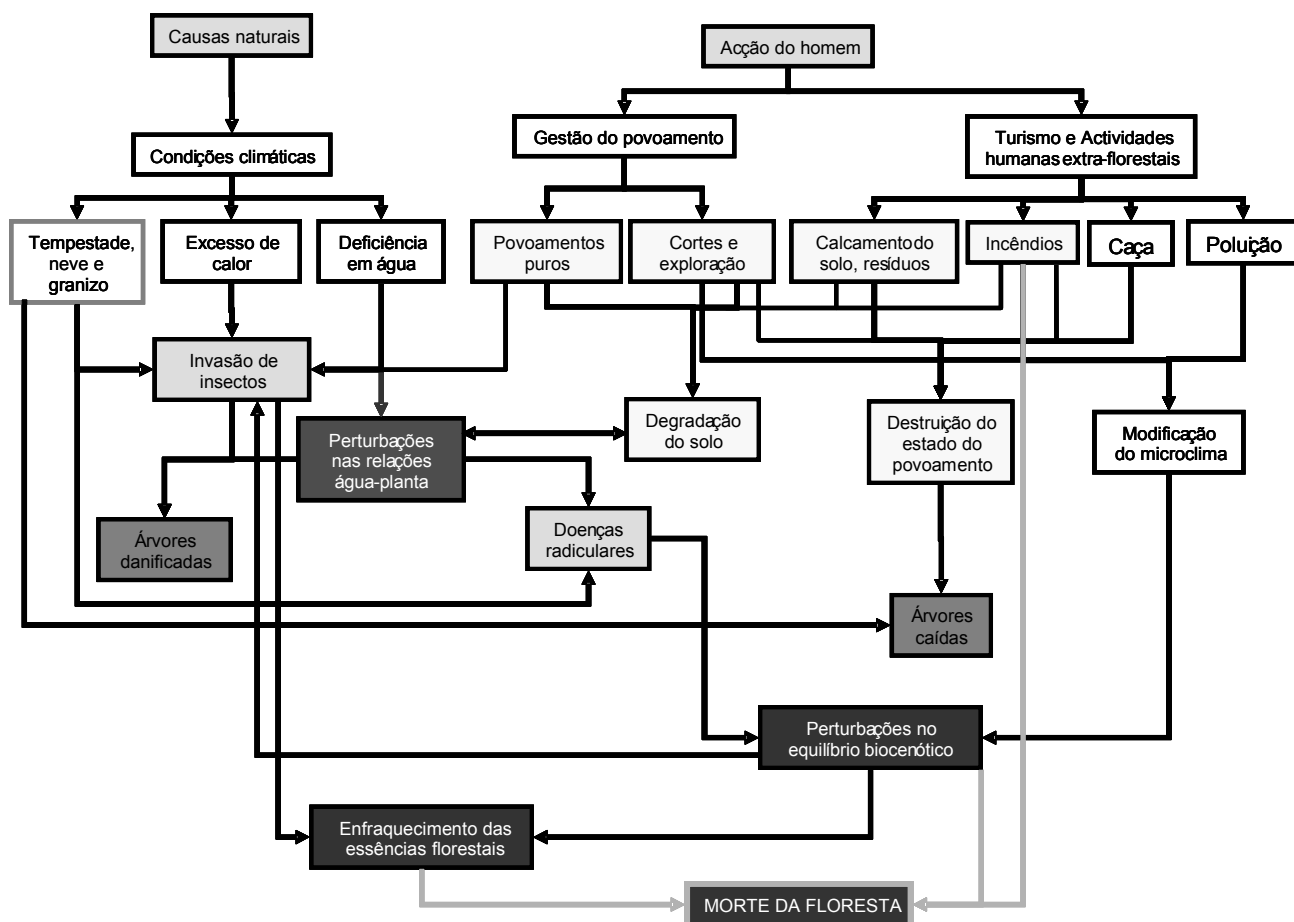 Causas naturais
Acção do homem
Condições climáticas
Gestão do povoamento
Turismo e Actividades
humanas extra-florestais
Tempestade,
neve e
granizo
Excesso de
calor
Deficiência
em água
Povoamentos
puros
Cortes e
exploração
Calcamento do
solo, resíduos
Incêndios
Caça
Poluição
Invasão de
insectos
Perturbações
nas relações
água-planta
Degradação
do solo
Destruição do
estado do
povoamento
Modificação
do microclima
Árvores
danificadas
Doenças
radiculares
Árvores
caídas
Perturbações no
equilíbrio biocenótico
Enfraquecimento das
essências florestais
MORTE DA FLORESTA